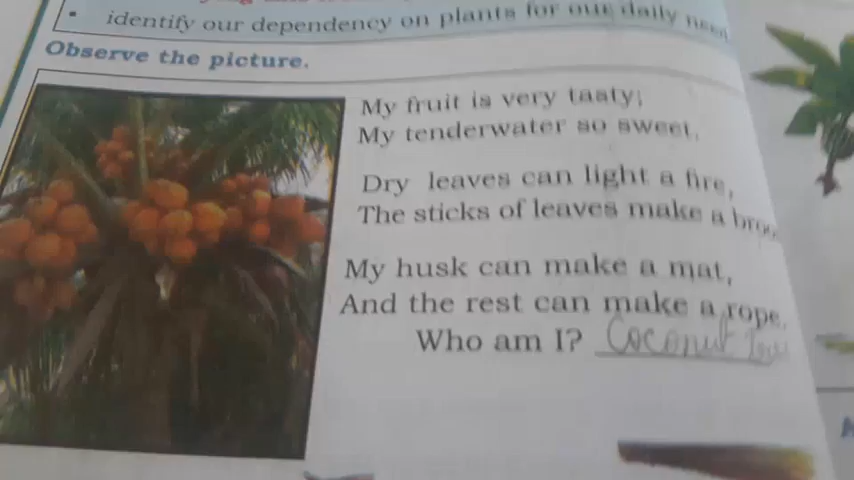 • identify our dependency on plants for our daily need
Observe the picture.
My fruit is very tasty;
My tenderwater so sweet,
Dry leaves can light a fire,
The sticks of leaves make a
My husk can make a mat,
And the rest can make a rope.
Who am I? Coconut